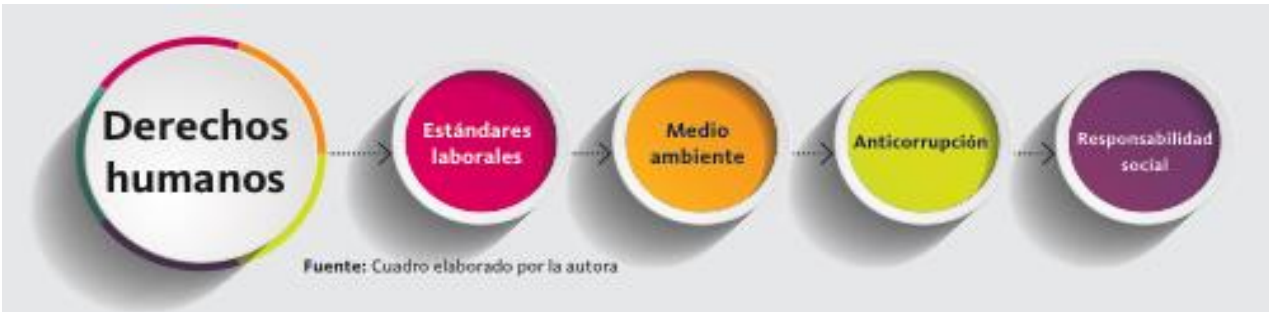 Derechos
humanos
Estándares
laborales
Medio
ambiente
Anticorrupción
Responsabilidad
social
Fuente: Cuadro elaborado por la autora